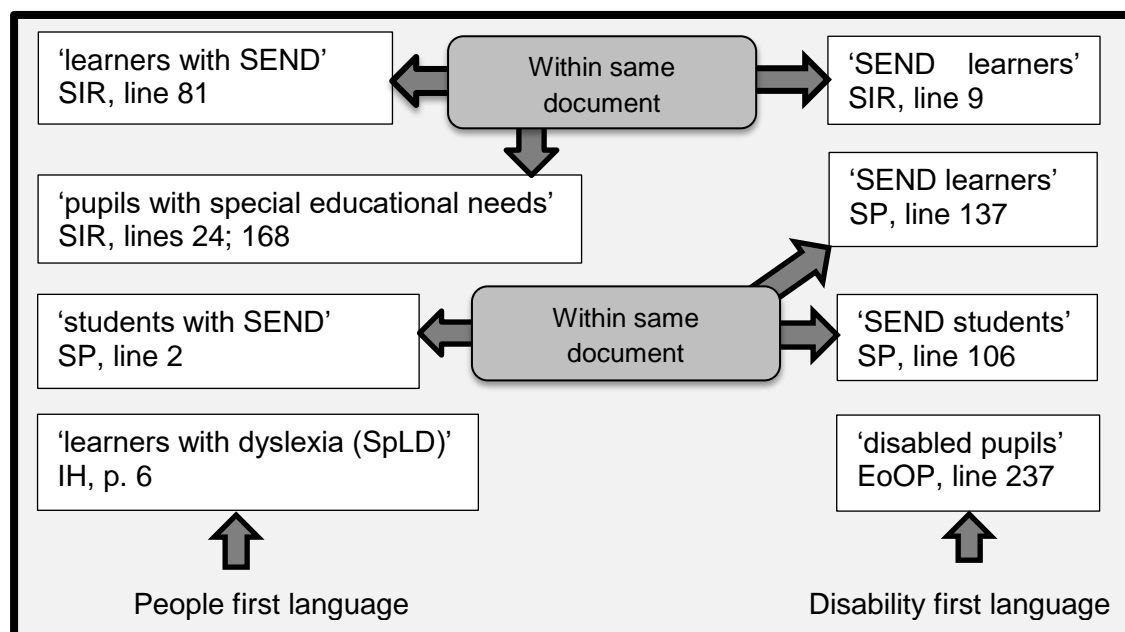 ‘learners with SEND’
SIR, line 81
Within same
document
‘SEND learners’
SIR, line 9
‘pupils with special educational needs’
SIR, lines 24; 168
‘SEND learners’
SP, line 137
‘students with SEND’
SP, line 2
Within same
document
‘SEND students’
SP, line 106
‘learners with dyslexia (SpLD)’
IH, p. 6
‘disabled pupils’
EoOP, line 237
People first language
Disability first language